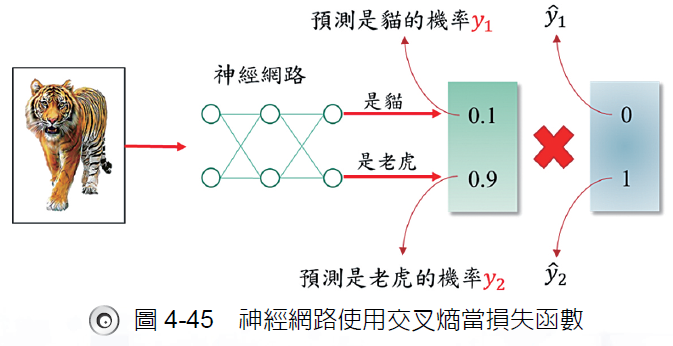 預測是貓的機率y₁
ŷ₁
神經網路
是貓
0.1
0
是老虎
0.9
1
預測是老虎的機率y₂
ŷ₂
圖 4-45 神經網路使用交叉熵當損失函數